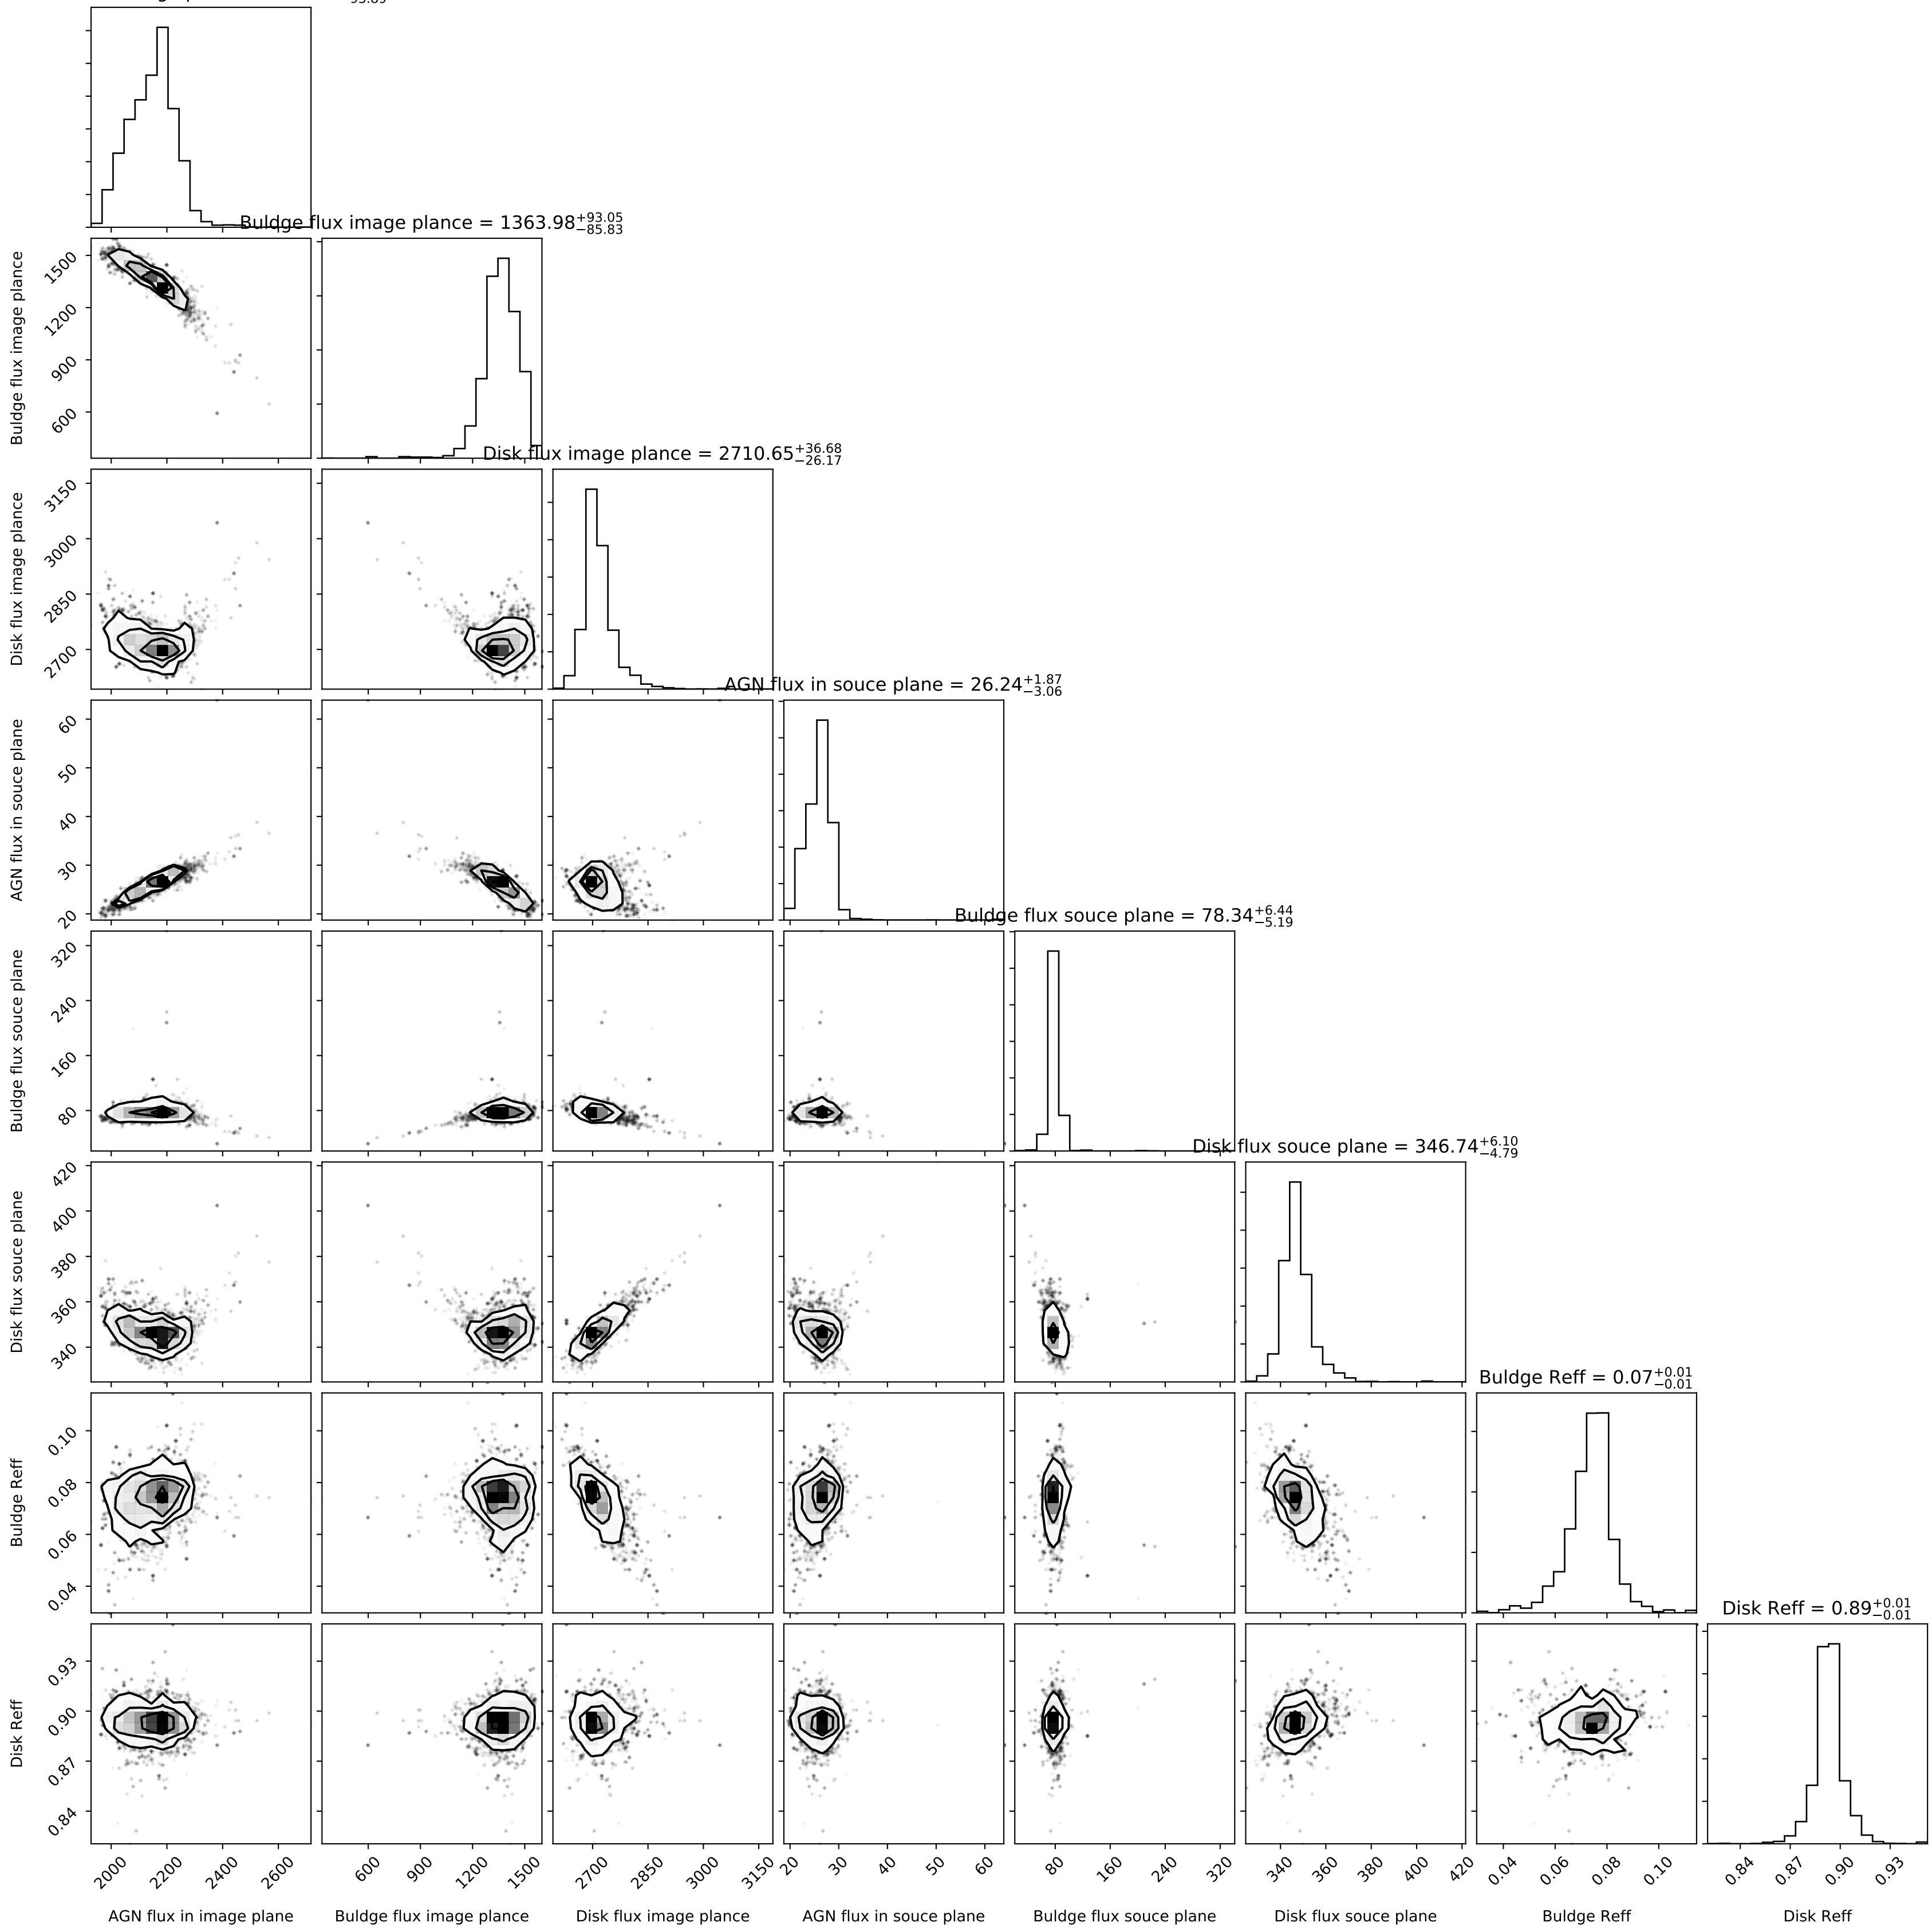 Buldge flux image plance = 1363.98 +93.05 −85.83
Buldge flux image plance
1500
1200
900
600
Disk flux image plance = 2710.65 +36.68 −26.17
Disk flux image plance
3150
3000
2850
2700
AGN flux in souce plane = 26.24 +1.87 −3.06
AGN flux in souce plane
60
50
40
30
20
Buldge flux souce plane = 78.34 +6.44 −5.19
Buldge flux souce plane
320
240
160
80
Disk flux souce plane = 346.74 +6.10 −4.79
Disk flux souce plane
420
400
380
360
340
Buldge Reff = 0.07 +0.01 −0.01
Buldge Reff
0.10
0.08
0.06
0.04
Disk Reff = 0.89 +0.01 −0.01
Disk Reff
0.93
0.90
0.87
0.84
2000 2200 2400 2600 600 900 1200 1500 2700 2850 3000 3150 20 30 40 50 60 80 160 240 320 340 360 380 400 420 0.04 0.06 0.08 0.10 0.84 0.87 0.90 0.93
AGN flux in image plane Buldge flux image plance Disk flux image plance AGN flux in souce plane Buldge flux souce plane Disk flux souce plane Buldge Reff Disk Reff